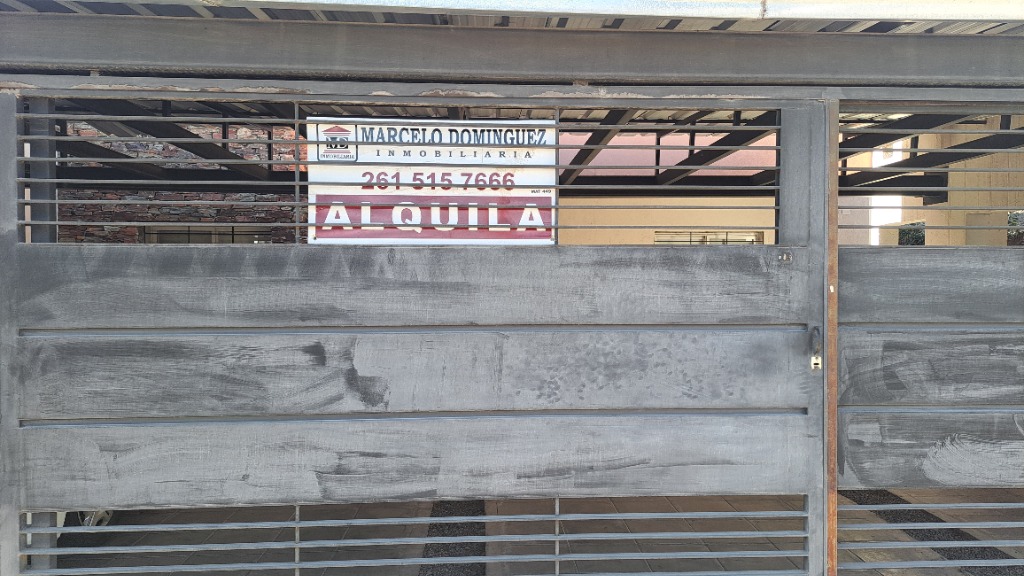 MARCELO DOMINGUEZ
INMOBILIARIA
261 515 7666
ALQUILA